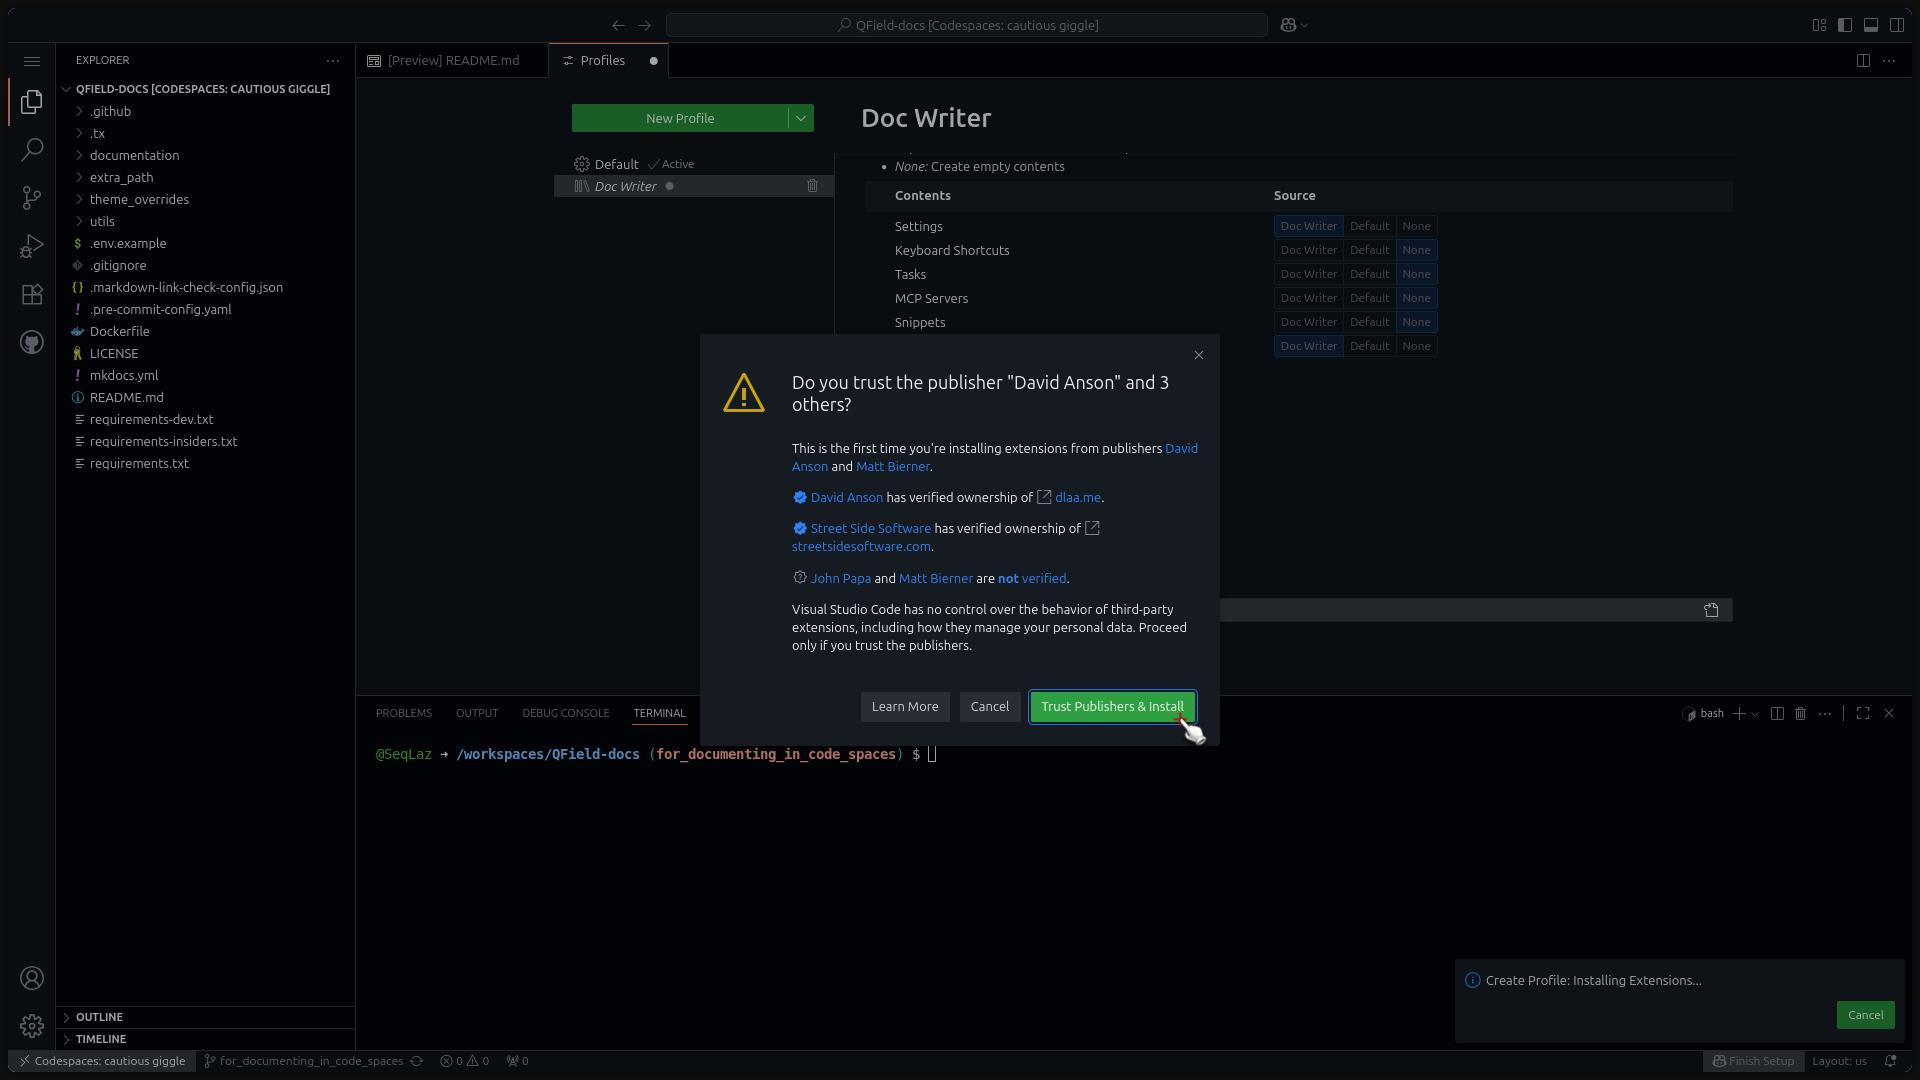 QField-docs [Codespaces: cautious giggle]
EXPLORER
[Preview] README.md
Profiles
QFIELD-DOCS [CODESPACES: CAUTIOUS GIGGLE]
.github
.tx
documentation
extra_path
theme_overrides
utils
.env.example
.gitignore
.markdown-link-check-config.json
.pre-commit-config.yaml
Dockerfile
LICENSE
mkdocs.yml
README.md
requirements-dev.txt
requirements-insiders.txt
requirements.txt
New Profile
Default Active
Doc Writer
Doc Writer
• None: Create empty contents
Contents Source
Settings Doc Writer Default None
Keyboard Shortcuts Doc Writer Default None
Tasks Doc Writer Default None
MCP Servers Doc Writer Default None
Snippets Doc Writer Default None
Doc Writer Default None
Do you trust the publisher "David Anson" and 3
others?
This is the first time you're installing extensions from publishers David
Anson and Matt Bierner.
David Anson has verified ownership of dlaa.me.
Street Side Software has verified ownership of
streetsidesoftware.com.
John Papa and Matt Bierner are not verified.
Visual Studio Code has no control over the behavior of third-party
extensions, including how they manage your personal data. Proceed
only if you trust the publishers.
Learn More Cancel Trust Publishers & Install
PROBLEMS OUTPUT DEBUG CONSOLE TERMINAL
bash
@SeqLaz → /workspaces/QField-docs (for_documenting_in_code_spaces) $
Create Profile: Installing Extensions...
Cancel
OUTLINE
TIMELINE
Codespaces: cautious giggle for_documenting_in_code_spaces 0 0 0
Finish Setup Layout: us